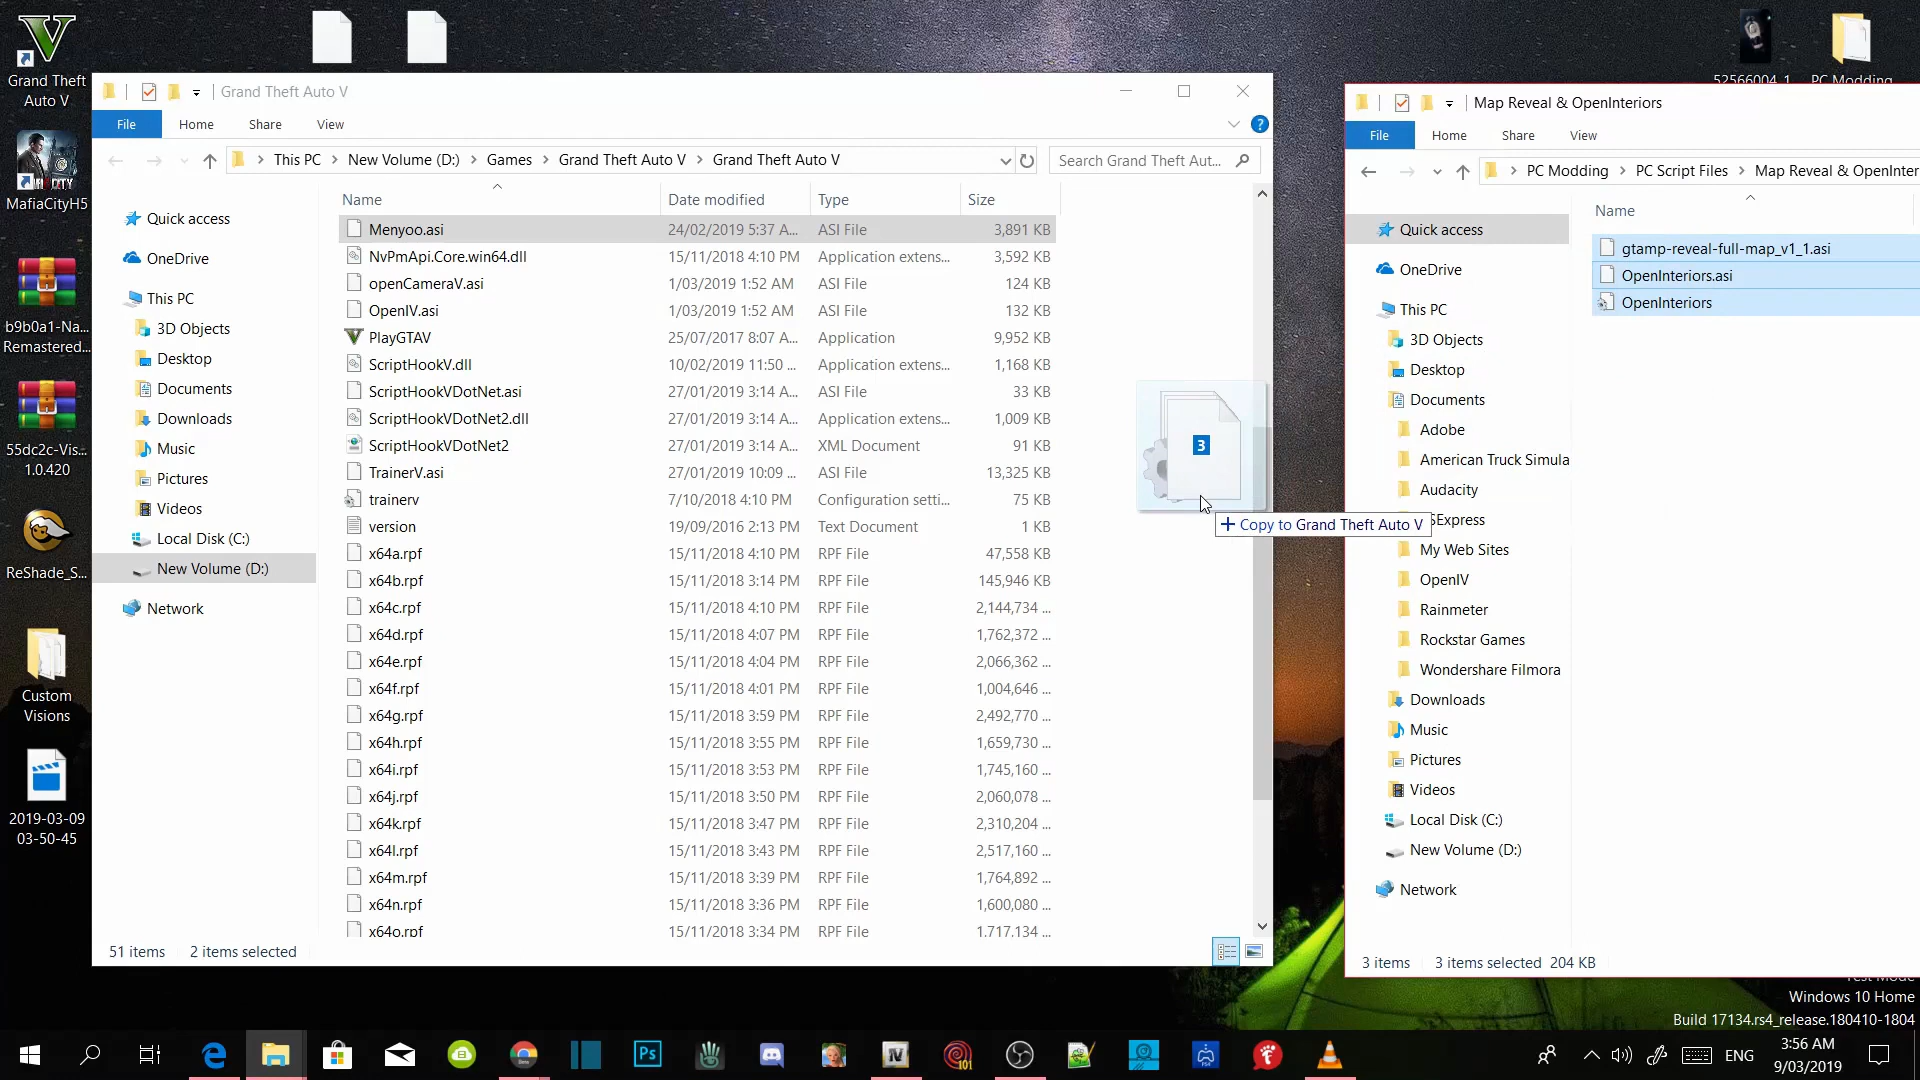 Grand Theft
Auto V
MafiaCityH5
b9b0a1-Na...
Remastered...
55dc2c-Vis...
1.0.420
ReShade_S...
Custom
Visions
2019-03-09
03-50-45
52566004_1
PC Modding
Grand Theft Auto V
File Home Share View
This PC New Volume (D:) Games Grand Theft Auto V Grand Theft Auto V
Search Grand Theft Aut...
Quick access
OneDrive
This PC
3D Objects
Desktop
Documents
Downloads
Music
Pictures
Videos
Local Disk (C:)
New Volume (D:)
Network
Name Date modified Type Size
Menyoo.asi 24/02/2019 5:37 A... ASI File 3,891 KB
NvPmApi.Core.win64.dll 15/11/2018 4:10 PM Application extens... 3,592 KB
openCameraV.asi 1/03/2019 1:52 AM ASI File 124 KB
OpenIV.asi 1/03/2019 1:52 AM ASI File 132 KB
PlayGTAV 25/07/2017 8:07 A... Application 9,952 KB
ScriptHookV.dll 10/02/2019 11:50 ... Application extens... 1,168 KB
ScriptHookVDotNet.asi 27/01/2019 3:14 A... ASI File 33 KB
ScriptHookVDotNet2.dll 27/01/2019 3:14 A... Application extens... 1,009 KB
ScriptHookVDotNet2 27/01/2019 3:14 A... XML Document 91 KB
TrainerV.asi 27/01/2019 10:09 ... ASI File 13,325 KB
trainerv 7/10/2018 4:10 PM Configuration setti... 75 KB
version 19/09/2016 2:13 PM Text Document 1 KB
x64a.rpf 15/11/2018 4:10 PM RPF File 47,558 KB
x64b.rpf 15/11/2018 3:14 PM RPF File 145,946 KB
x64c.rpf 15/11/2018 4:10 PM RPF File 2,144,734 ...
x64d.rpf 15/11/2018 4:07 PM RPF File 1,762,372 ...
x64e.rpf 15/11/2018 4:04 PM RPF File 2,066,362 ...
x64f.rpf 15/11/2018 4:01 PM RPF File 1,004,646 ...
x64g.rpf 15/11/2018 3:59 PM RPF File 2,492,770 ...
x64h.rpf 15/11/2018 3:55 PM RPF File 1,659,730 ...
x64i.rpf 15/11/2018 3:53 PM RPF File 1,745,160 ...
x64j.rpf 15/11/2018 3:50 PM RPF File 2,060,078 ...
x64k.rpf 15/11/2018 3:47 PM RPF File 2,310,204 ...
x64l.rpf 15/11/2018 3:43 PM RPF File 2,517,160 ...
x64m.rpf 15/11/2018 3:39 PM RPF File 1,764,892 ...
x64n.rpf 15/11/2018 3:36 PM RPF File 1,600,080 ...
x64o.rpf 15/11/2018 3:34 PM RPF File 1,717,134 ...
51 items 2 items selected
3
+ Copy to Grand Theft Auto V
Map Reveal & OpenInteriors
File Home Share View
PC Modding PC Script Files Map Reveal & OpenInter
Quick access
OneDrive
This PC
3D Objects
Desktop
Documents
Adobe
American Truck Simula
Audacity
SExpress
My Web Sites
OpenIV
Rainmeter
Rockstar Games
Wondershare Filmora
Downloads
Music
Pictures
Videos
Local Disk (C:)
New Volume (D:)
Network
Name
gtamp-reveal-full-map_v1_1.asi
OpenInteriors.asi
OpenInteriors
3 items 3 items selected 204 KB
Test Mode
Windows 10 Home
Build 17134.rs4_release.180410-1804
Ps
IV
101
ENG
3:56 AM
9/03/2019